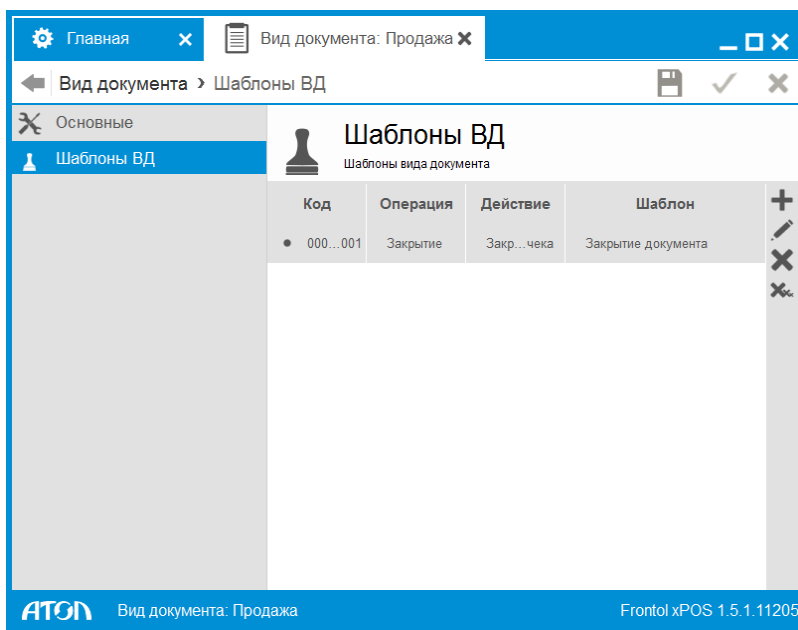 Главная
Вид документа: Продажа
Вид документа › Шаблоны ВД
Основные
Шаблоны ВД
Шаблоны ВД
Шаблоны вида документа
Код Операция Действие Шаблон
000...001 Закрытие Закр...чека Закрытие документа
ATOL Вид документа: Продажа Frontol xPOS 1.5.1.11205